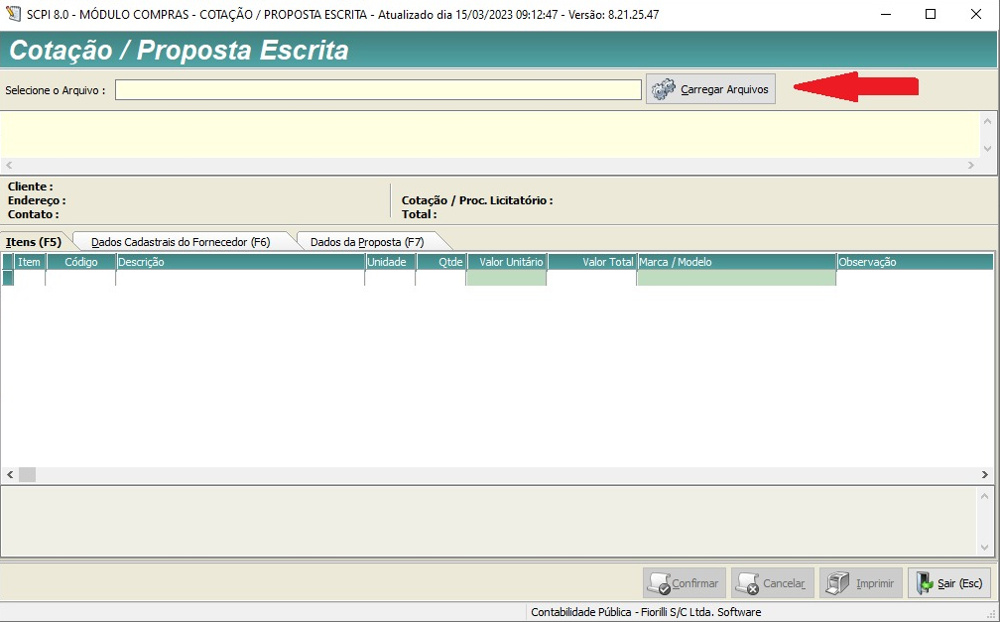 SCPI 8.0 - MÓDULO COMPRAS - COTAÇÃO / PROPOSTA ESCRITA - Atualizado dia 15/03/2023 09:12:47 - Versão: 8.21.25.47
Cotação / Proposta Escrita
Selecione o Arquivo :
Carregar Arquivos
Cliente :
Endereço :
Contato :
Cotação / Proc. Licitatório :
Total :
Itens (F5)
Dados Cadastrais do Fornecedor (F6)
Dados da Proposta (F7)
Item Código Descrição Unidade Qtde Valor Unitário Valor Total Marca / Modelo Observação
Confirmar
Cancelar
Imprimir
Sair (Esc)
Contabilidade Pública - Fiorilli S/C Ltda. Software